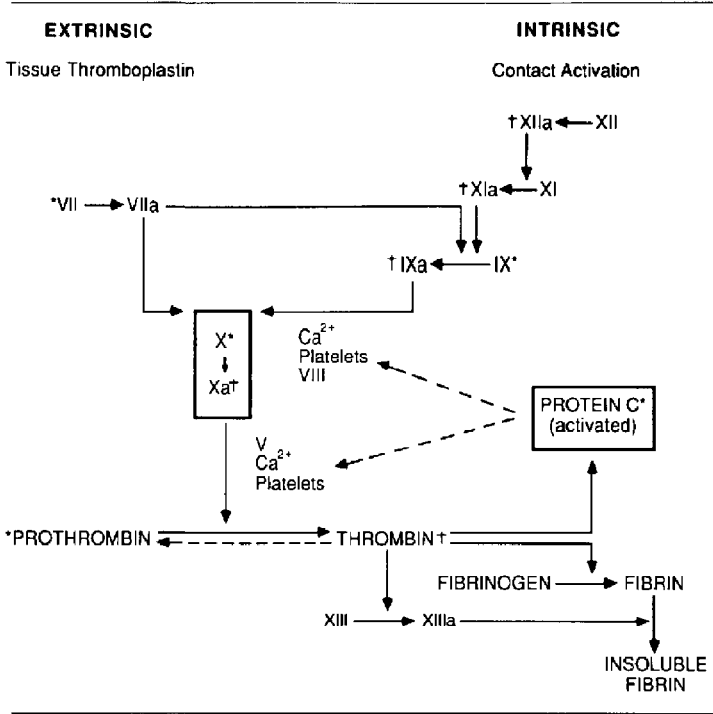 EXTRINSIC
INTRINSIC
Tissue Thromboplastin
Contact Activation
†XIIa XII
†XIa XI
*VII VIIa
†IXa IX*
X*
Xa†
Ca²⁺
Platelets
VIII
PROTEIN C*
(activated)
V
Ca²⁺
Platelets
*PROTHROMBIN THROMBIN†
FIBRINOGEN FIBRIN
XIII XIIIa
INSOLUBLE
FIBRIN